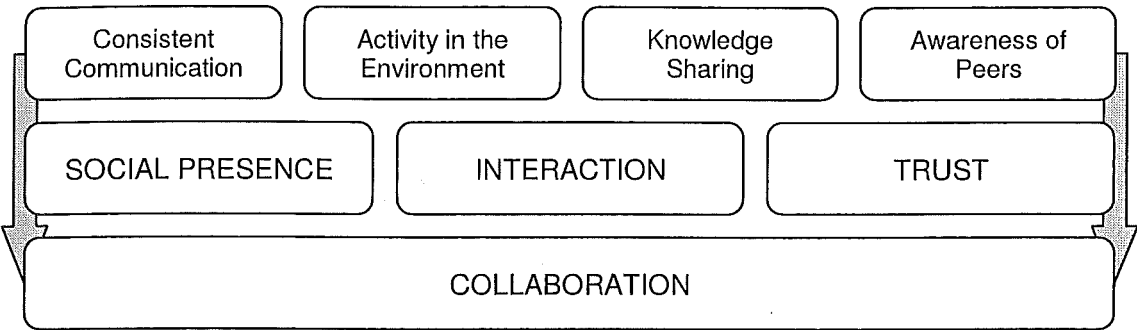 Consistent
Communication
Activity in the
Environment
Knowledge
Sharing
Awareness of
Peers
SOCIAL PRESENCE
INTERACTION
TRUST
COLLABORATION